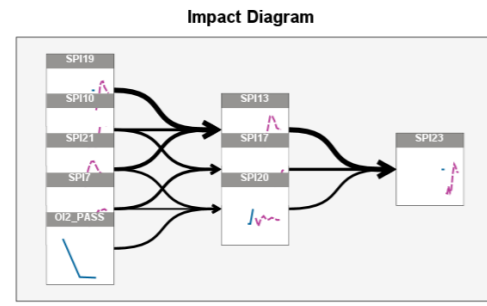 Impact Diagram
SPI19
SPI10
SPI21
SPI7
OI2_PASS
SPI13
SPI17
SPI20
SPI23